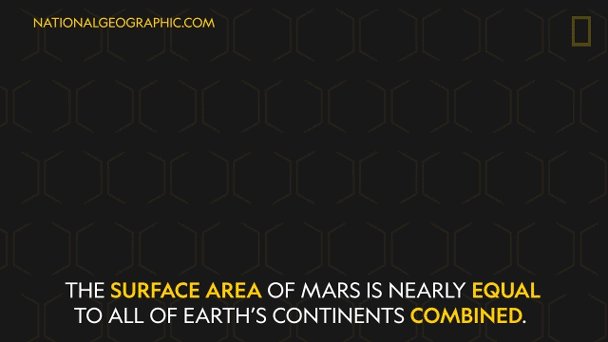 NATIONALGEOGRAPHIC.COM
THE SURFACE AREA OF MARS IS NEARLY EQUAL
TO ALL OF EARTH’S CONTINENTS COMBINED.